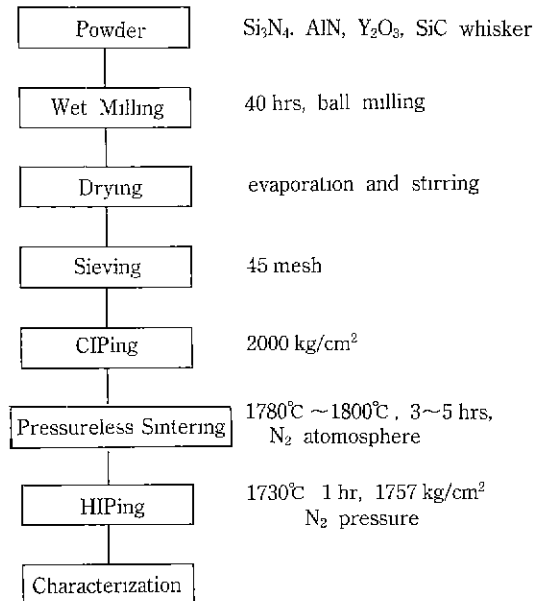 Powder Si₃N₄. AlN, Y₂O₃, SiC whisker
Wet Milling 40 hrs, ball milling
Drying evaporation and stirring
Sieving 45 mesh
CIPing 2000 kg/cm²
Pressureless Sintering 1780℃ ~1800℃, 3~5 hrs,
N₂ atomosphere
HIPing 1730℃ 1 hr, 1757 kg/cm²
N₂ pressure
Characterization